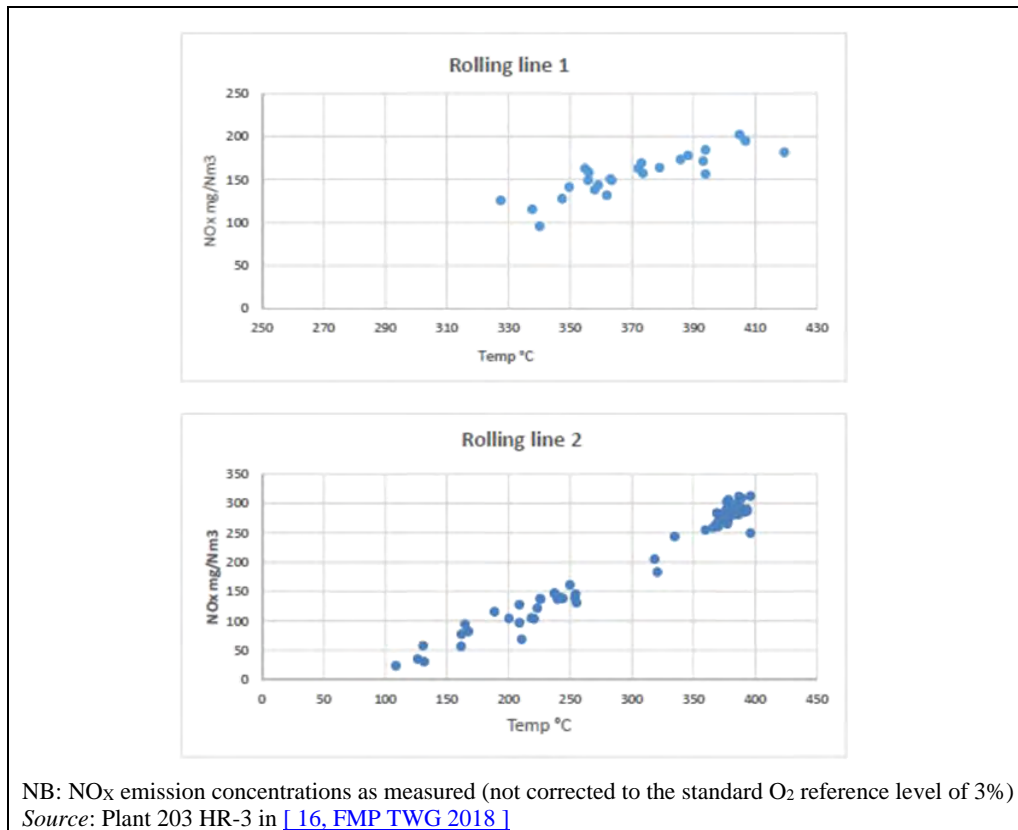 Rolling line 1
250
200
150
100
50
0
NOx mg/Nm3
250 270 290 310 330 350 370 390 410 430
Temp °C
Rolling line 2
350
300
250
200
150
100
50
0
NOx mg/Nm3
0 50 100 150 200 250 300 350 400 450
Temp °C
NB: NOX emission concentrations as measured (not corrected to the standard O2 reference level of 3%)
Source: Plant 203 HR-3 in [ 16, FMP TWG 2018 ]